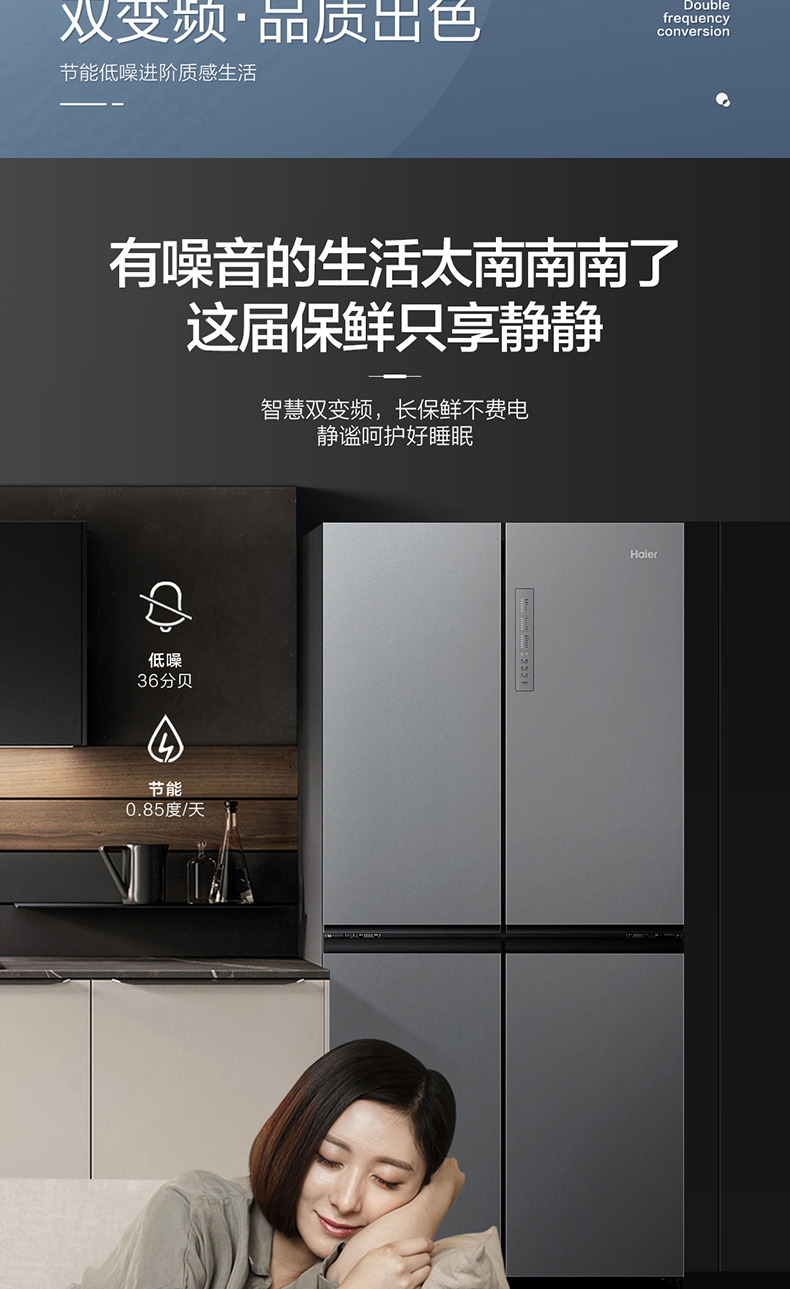 双变频·品质出色
Double
frequency
conversion
节能低噪进阶质感生活
有噪音的生活太南南南了
这届保鲜只享静静
智慧双变频，长保鲜不费电
静谧呵护好睡眠
Haier
低噪
36分贝
节能
0.85度/天